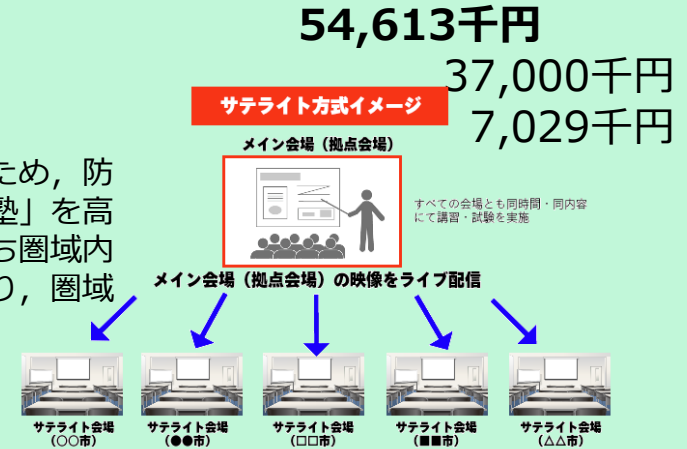 54,613千円
37,000千円
7,029千円
サテライト方式イメージ
メイン会場（拠点会場）
すべての会場とも同時間・同内容
にて講習・試験を実施
ため，防
塾」を高
ち圏域内
り，圏域
メイン会場（拠点会場）の映像をライブ配信
サテライト会場
（○○市）
サテライト会場
（●●市）
サテライト会場
（□□市）
サテライト会場
（■■市）
サテライト会場
（△△市）